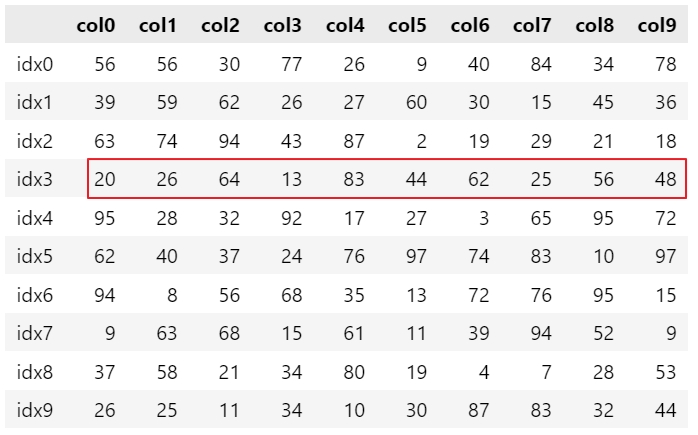 col0 col1 col2 col3 col4 col5 col6 col7 col8 col9
idx0 56 56 30 77 26 9 40 84 34 78
idx1 39 59 62 26 27 60 30 15 45 36
idx2 63 74 94 43 87 2 19 29 21 18
idx3 20 26 64 13 83 44 62 25 56 48
idx4 95 28 32 92 17 27 3 65 95 72
idx5 62 40 37 24 76 97 74 83 10 97
idx6 94 8 56 68 35 13 72 76 95 15
idx7 9 63 68 15 61 11 39 94 52 9
idx8 37 58 21 34 80 19 4 7 28 53
idx9 26 25 11 34 10 30 87 83 32 44